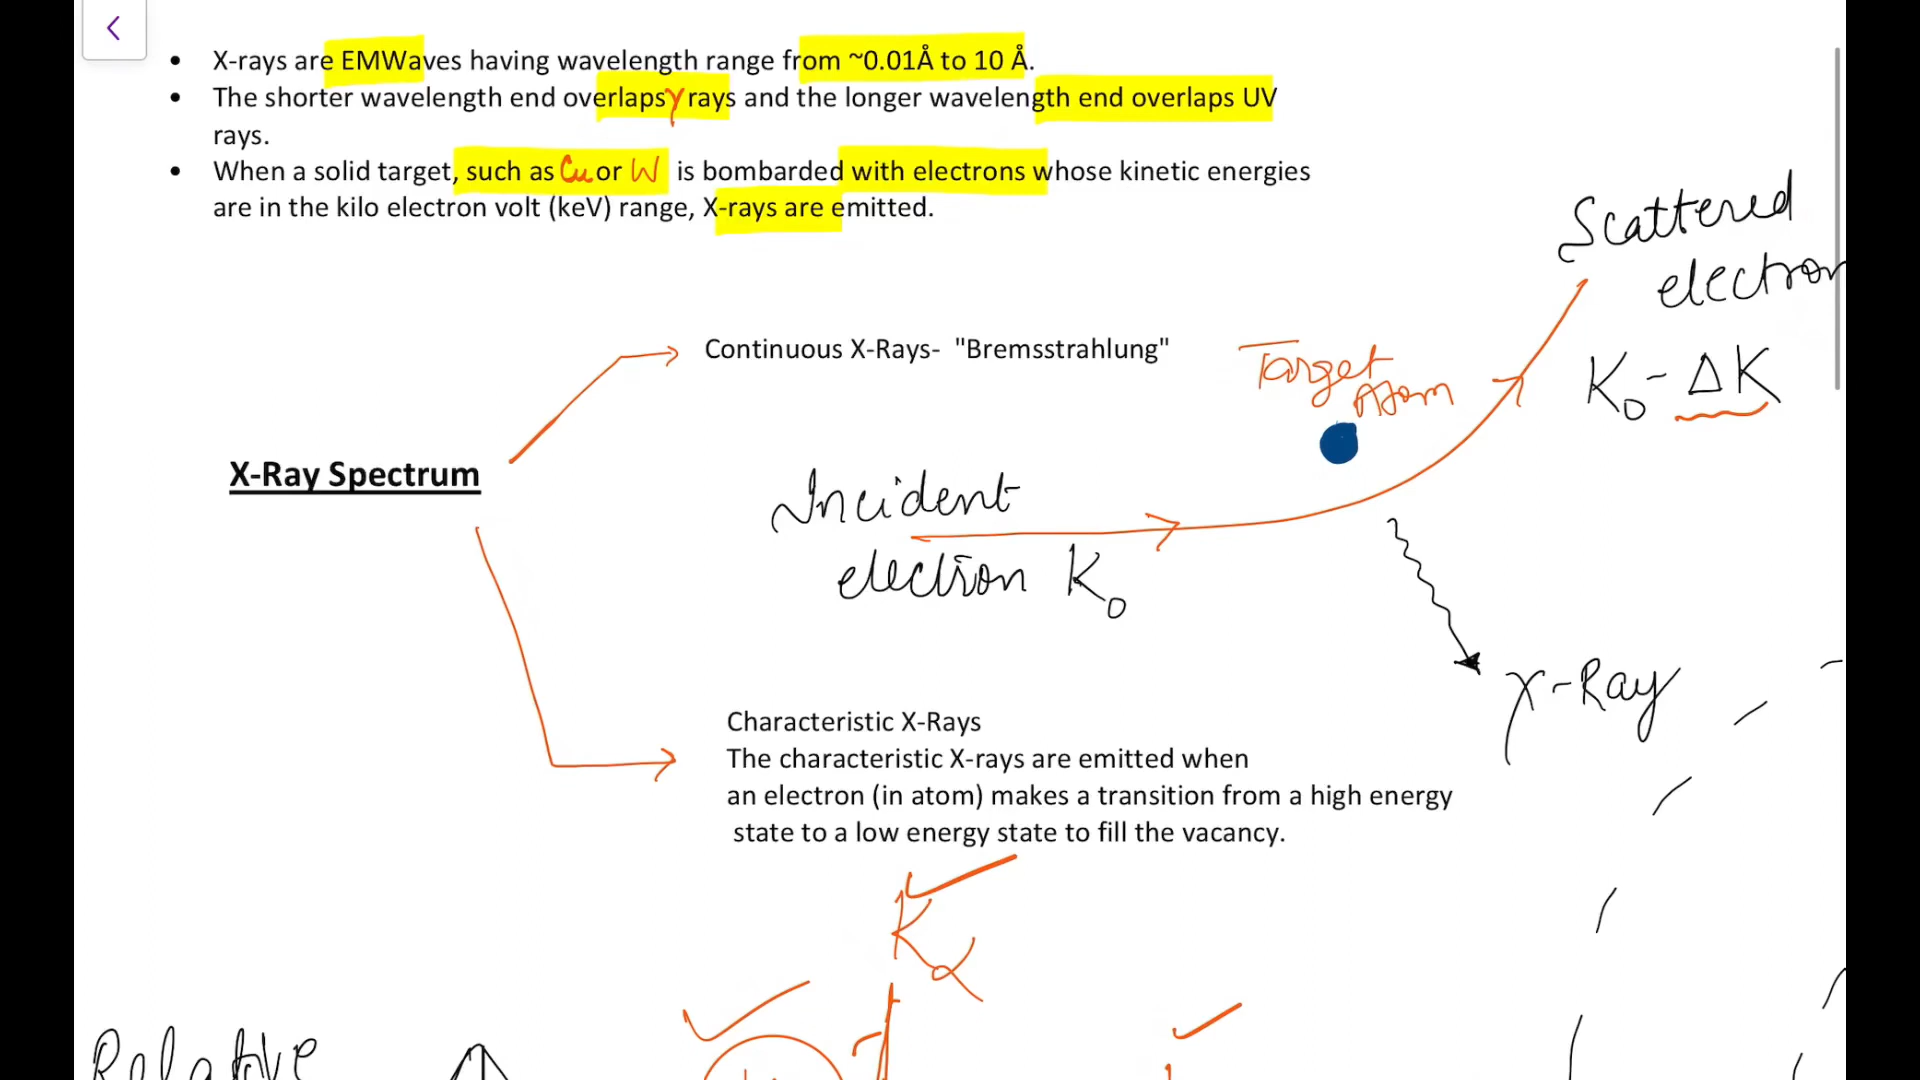 • X-rays are EMWaves having wavelength range from ~0.01Å to 10 Å.
• The shorter wavelength end overlaps γ rays and the longer wavelength end overlaps UV
rays.
• When a solid target, such as Cu or W is bombarded with electrons whose kinetic energies
are in the kilo electron volt (keV) range, X-rays are emitted.
Scattered
electron
K₀ - ΔK
Continuous X-Rays- "Bremsstrahlung"
Target
Atom
X-Ray Spectrum
Incident
electron K₀
X-Ray
Characteristic X-Rays
The characteristic X-rays are emitted when
an electron (in atom) makes a transition from a high energy
state to a low energy state to fill the vacancy.
Kα
Relative